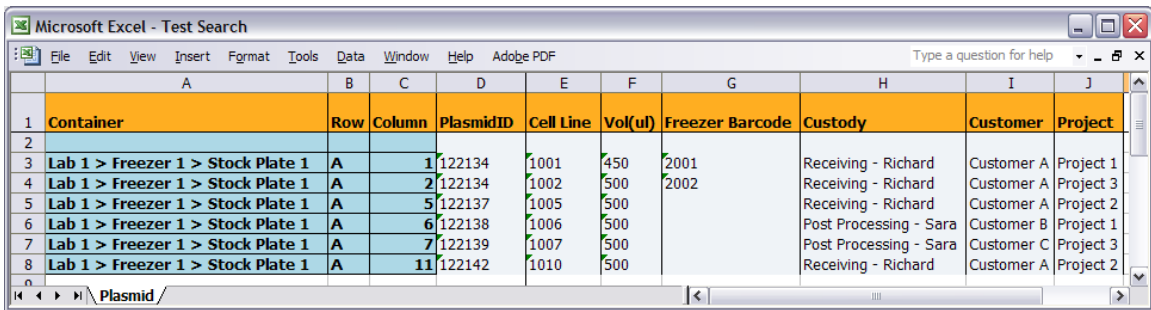 Microsoft Excel - Test Search
File Edit View Insert Format Tools Data Window Help Adobe PDF Type a question for help
A B C D E F G H I J
1 Container Row Column PlasmidID Cell Line Vol(ul) Freezer Barcode Custody Customer Project
2
3 Lab 1 > Freezer 1 > Stock Plate 1 A 1 122134 1001 450 2001 Receiving - Richard Customer A Project 1
4 Lab 1 > Freezer 1 > Stock Plate 1 A 2 122134 1002 500 2002 Receiving - Richard Customer A Project 3
5 Lab 1 > Freezer 1 > Stock Plate 1 A 5 122137 1005 500 Receiving - Richard Customer A Project 2
6 Lab 1 > Freezer 1 > Stock Plate 1 A 6 122138 1006 500 Post Processing - Sara Customer B Project 1
7 Lab 1 > Freezer 1 > Stock Plate 1 A 7 122139 1007 500 Post Processing - Sara Customer C Project 3
8 Lab 1 > Freezer 1 > Stock Plate 1 A 11 122142 1010 500 Receiving - Richard Customer A Project 2
Plasmid